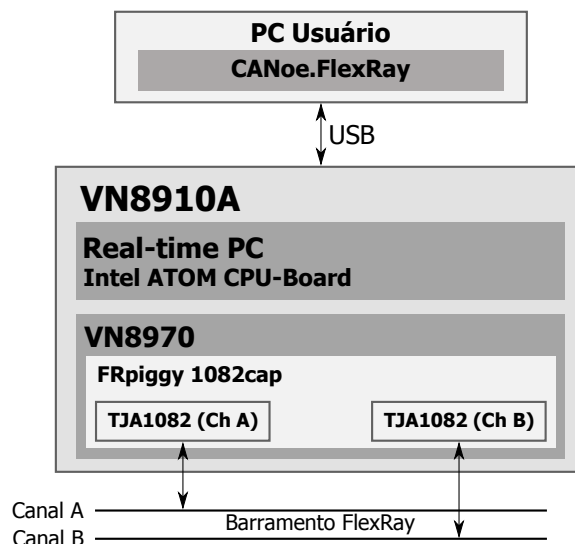 PC Usuário
CANoe.FlexRay
USB
VN8910A
Real-time PC
Intel ATOM CPU-Board
VN8970
FRpiggy 1082cap
TJA1082 (Ch A)
TJA1082 (Ch B)
Canal A
Barramento FlexRay
Canal B